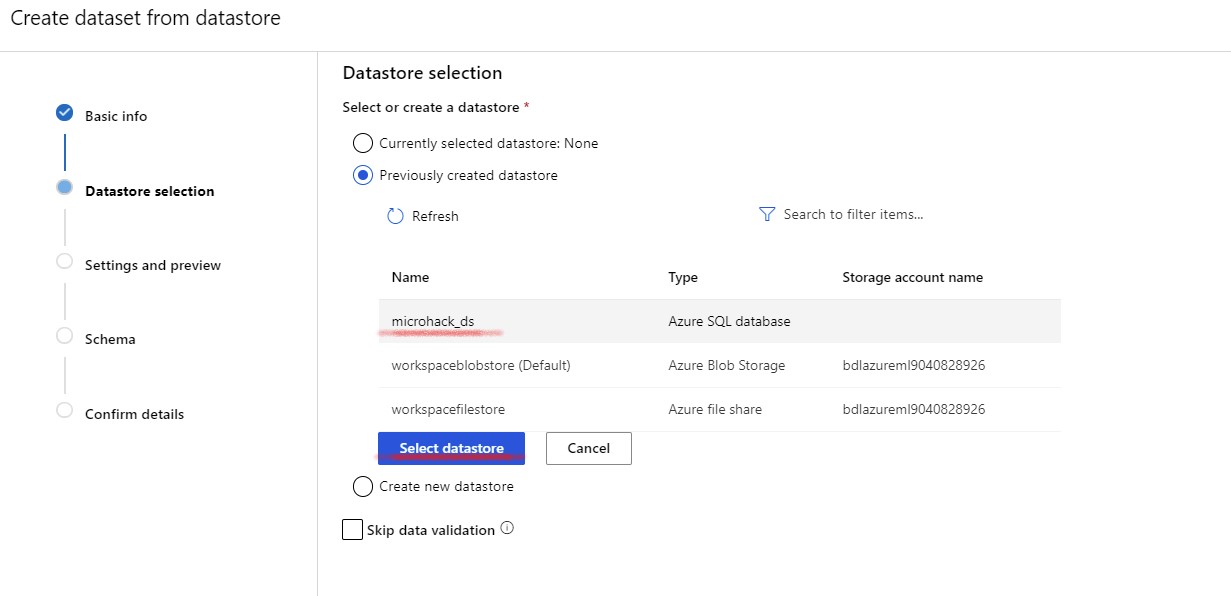 Create dataset from datastore
Basic info
Datastore selection
Settings and preview
Schema
Confirm details
Datastore selection
Select or create a datastore *
Currently selected datastore: None
Previously created datastore
Refresh
Search to filter items...
Name Type Storage account name
microhack_ds Azure SQL database
workspaceblobstore (Default) Azure Blob Storage bdlazureml9040828926
workspacefilestore Azure file share bdlazureml9040828926
Select datastore Cancel
Create new datastore
Skip data validation